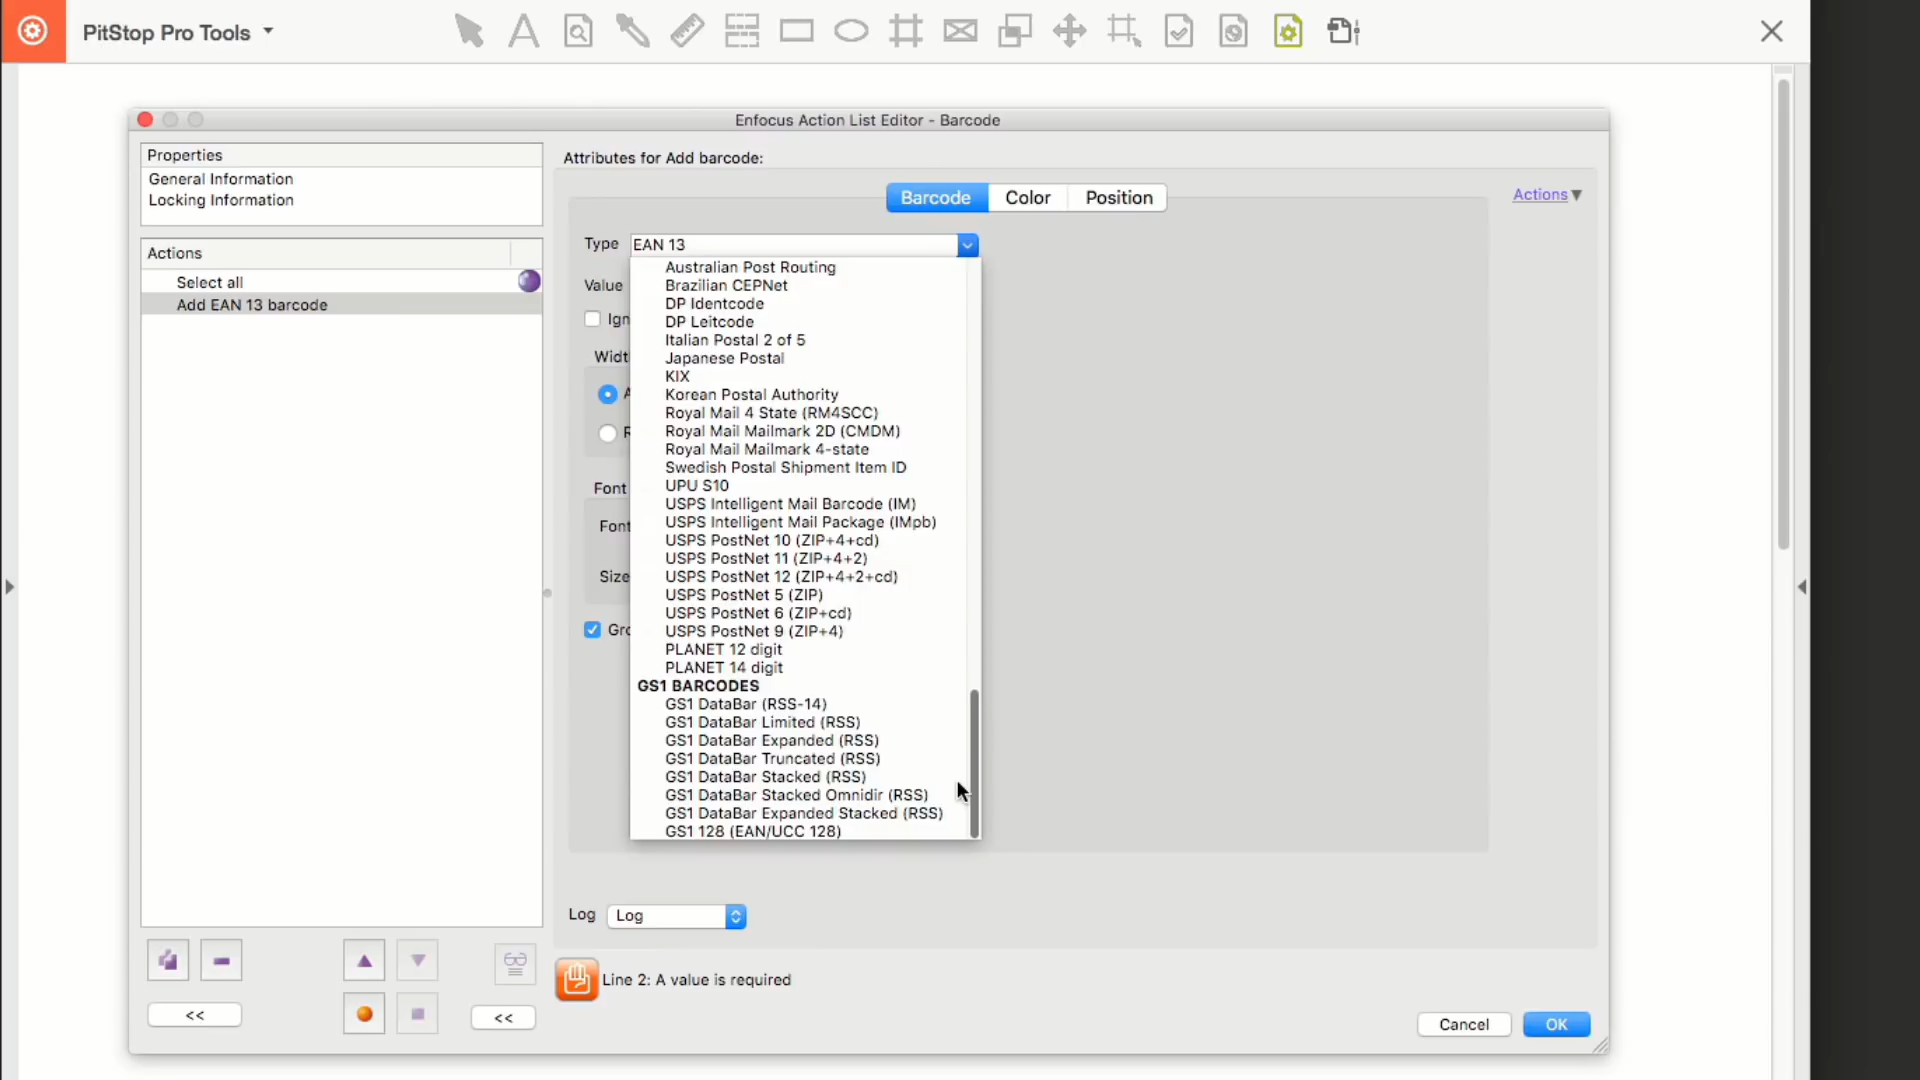 PitStop Pro Tools
Enfocus Action List Editor - Barcode
Properties
General Information
Locking Information
Actions
Select all
Add EAN 13 barcode
<<
<<
Attributes for Add barcode:
Barcode
Color
Position
Actions
Type
EAN 13
Value
Ign
Widt
A
R
Font
Font
Size
Gro
Australian Post Routing
Brazilian CEPNet
DP Identcode
DP Leitcode
Italian Postal 2 of 5
Japanese Postal
KIX
Korean Postal Authority
Royal Mail 4 State (RM4SCC)
Royal Mail Mailmark 2D (CMDM)
Royal Mail Mailmark 4-state
Swedish Postal Shipment Item ID
UPU S10
USPS Intelligent Mail Barcode (IM)
USPS Intelligent Mail Package (IMpb)
USPS PostNet 10 (ZIP+4+cd)
USPS PostNet 11 (ZIP+4+2)
USPS PostNet 12 (ZIP+4+2+cd)
USPS PostNet 5 (ZIP)
USPS PostNet 6 (ZIP+cd)
USPS PostNet 9 (ZIP+4)
PLANET 12 digit
PLANET 14 digit
GS1 BARCODES
GS1 DataBar (RSS-14)
GS1 DataBar Limited (RSS)
GS1 DataBar Expanded (RSS)
GS1 DataBar Truncated (RSS)
GS1 DataBar Stacked (RSS)
GS1 DataBar Stacked Omnidir (RSS)
GS1 DataBar Expanded Stacked (RSS)
GS1 128 (EAN/UCC 128)
Log
Log
Line 2: A value is required
Cancel
OK